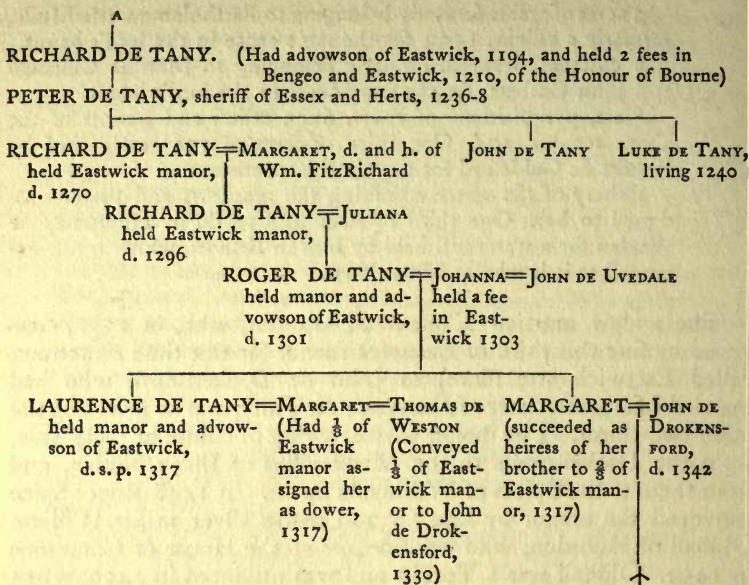 A
RICHARD DE TANY. (Had advowson of Eastwick, 1194, and held 2 fees in
Bengeo and Eastwick, 1210, of the Honour of Bourne)
PETER DE TANY, sheriff of Essex and Herts, 1236-8
RICHARD DE TANY=MARGARET, d. and h. of JOHN DE TANY LUKE DE TANY,
held Eastwick manor, Wm. FitzRichard living 1240
d. 1270
RICHARD DE TANY=JULIANA
held Eastwick manor,
d. 1296
ROGER DE TANY=JOHANNA=JOHN DE UVEDALE
held manor and ad- held a fee
vowson of Eastwick, in East-
d. 1301 wick 1303
LAURENCE DE TANY=MARGARET=THOMAS DE MARGARET=JOHN DE
held manor and advow- (Had ⅓ of WESTON (succeeded as DROKENS-
son of Eastwick, Eastwick (Conveyed heiress of her FORD,
d.s.p. 1317 manor as- ⅓ of East- brother to ⅔ of d. 1342
signed her wick man- Eastwick man-
as dower, or to John or, 1317)
1317) de Drok-
ensford,
1330)